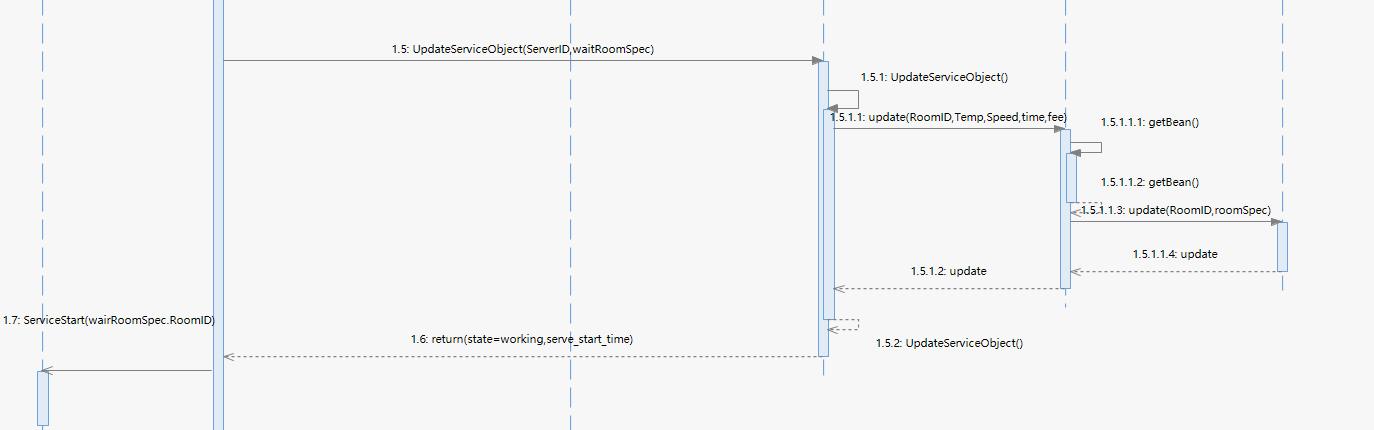 1.5: UpdateServiceObject(ServerID,waitRoomSpec)
1.5.1: UpdateServiceObject()
1.5.1.1: update(RoomID,Temp,Speed,time,fee)
1.5.1.1.1: getBean()
1.5.1.1.2: getBean()
1.5.1.1.3: update(RoomID,roomSpec)
1.5.1.1.4: update
1.5.1.2: update
1.7: ServiceStart(wairRoomSpec.RoomID)
1.6: return(state=working,serve_start_time)
1.5.2: UpdateServiceObject()